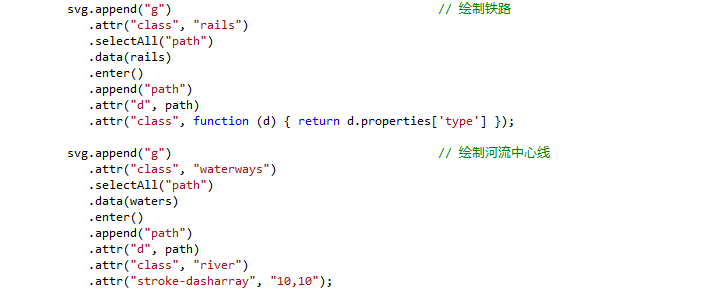 svg.append("g") // 绘制铁路
.attr("class", "rails")
.selectAll("path")
.data(rails)
.enter()
.append("path")
.attr("d", path)
.attr("class", function (d) { return d.properties['type'] });
svg.append("g") // 绘制河流中心线
.attr("class", "waterways")
.selectAll("path")
.data(waters)
.enter()
.append("path")
.attr("d", path)
.attr("class", "river")
.attr("stroke-dasharray", "10,10");